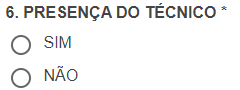 6. PRESENÇA DO TÉCNICO *
SIM
NÃO